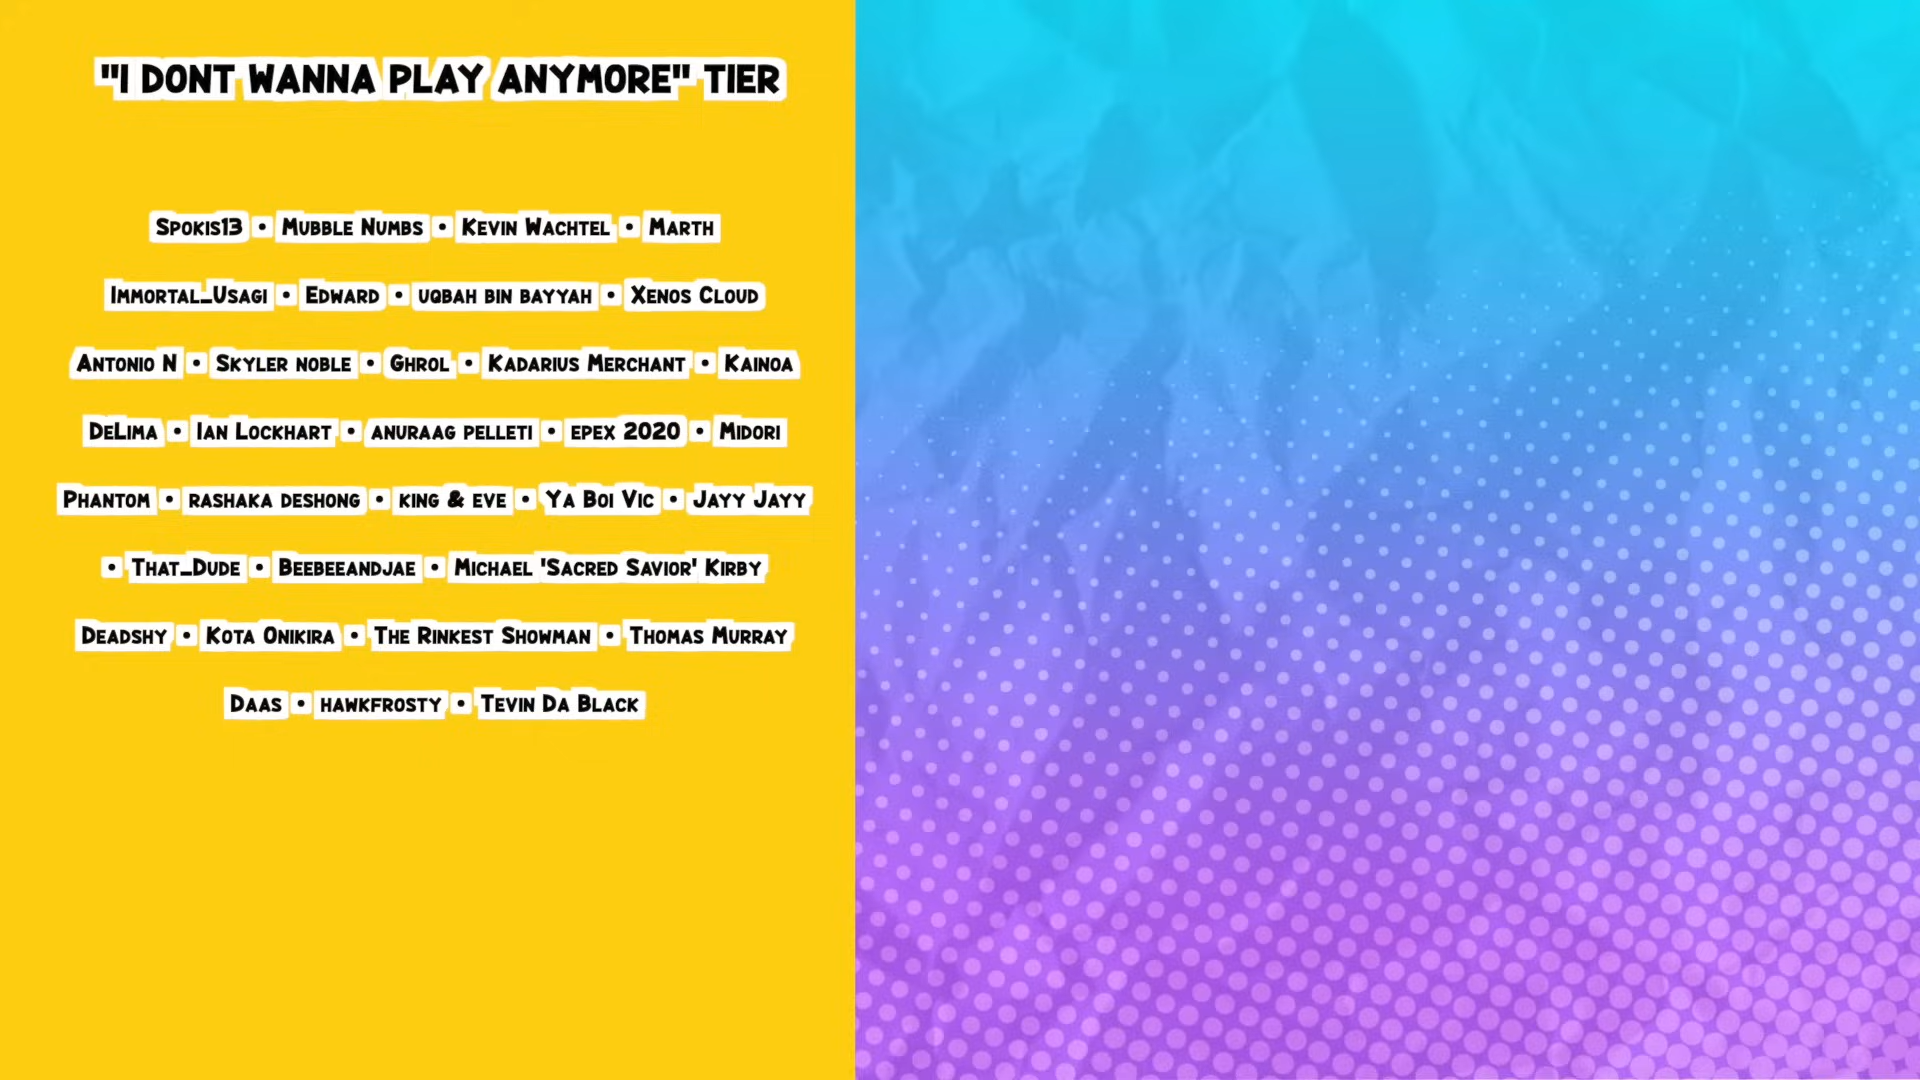 "I DONT WANNA PLAY ANYMORE" TIER
Spokis13 • Mubble Numbs • Kevin Wachtel • Marth
Immortal_Usagi • Edward • uqbah bin bayyah • Xenos Cloud
Antonio N • Skyler noble • Ghrol • Kadarius Merchant • Kainoa
DeLima • Ian Lockhart • anuraag pelleti • epex 2020 • Midori
Phantom • rashaka deshong • king & eve • Ya Boi Vic • Jayy Jayy
• That_Dude • Beebeeandjae • Michael 'Sacred Savior' Kirby
Deadshy • Kota Onikira • The Rinkest Showman • Thomas Murray
Daas • hawkfrosty • Tevin Da Black